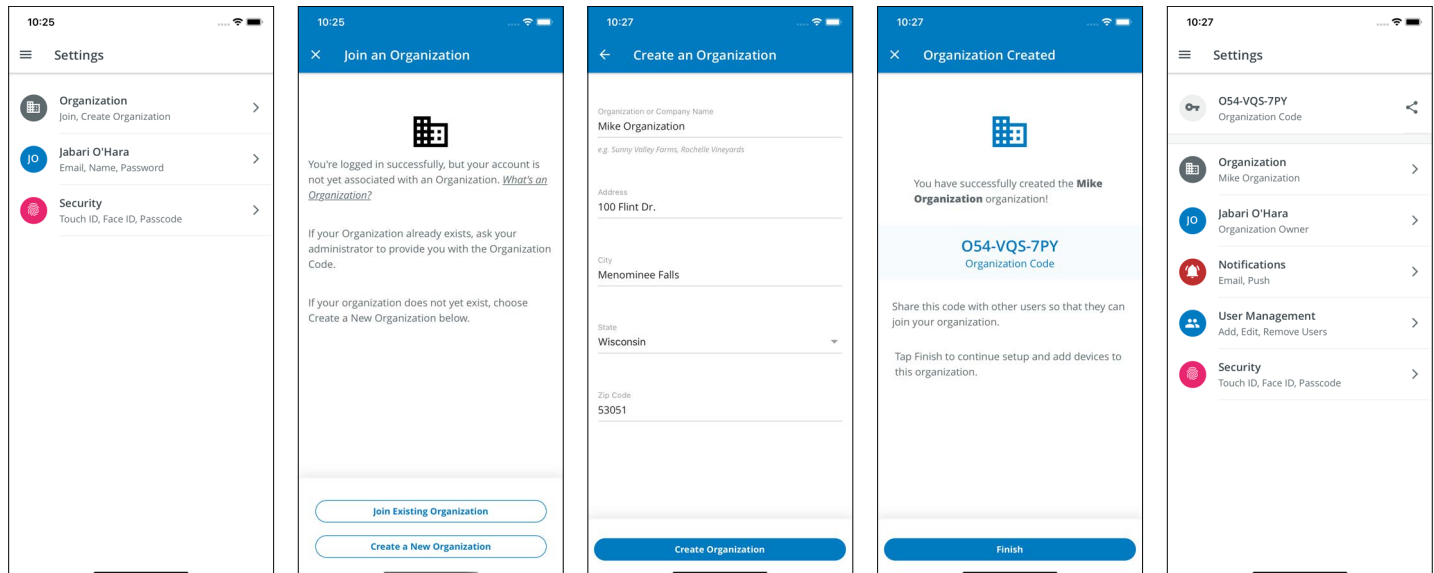 10:25
Settings
Organization
Join, Create Organization
JO
Jabari O'Hara
Email, Name, Password
Security
Touch ID, Face ID, Passcode
10:25
Join an Organization
You're logged in successfully, but your account is
not yet associated with an Organization. What's an
Organization?
If your Organization already exists, ask your
administrator to provide you with the Organization
Code.
If your organization does not yet exist, choose
Create a New Organization below.
Join Existing Organization
Create a New Organization
10:27
Create an Organization
Organization or Company Name
Mike Organization
e.g. Sunny Valley Farms, Rochelle Vineyards
Address
100 Flint Dr.
City
Menominee Falls
State
Wisconsin
Zip Code
53051
Create Organization
10:27
Organization Created
You have successfully created the Mike
Organization organization!
O54-VQS-7PY
Organization Code
Share this code with other users so that they can
join your organization.
Tap Finish to continue setup and add devices to
this organization.
Finish
10:27
Settings
O54-VQS-7PY
Organization Code
Organization
Mike Organization
JO
Jabari O'Hara
Organization Owner
Notifications
Email, Push
User Management
Add, Edit, Remove Users
Security
Touch ID, Face ID, Passcode